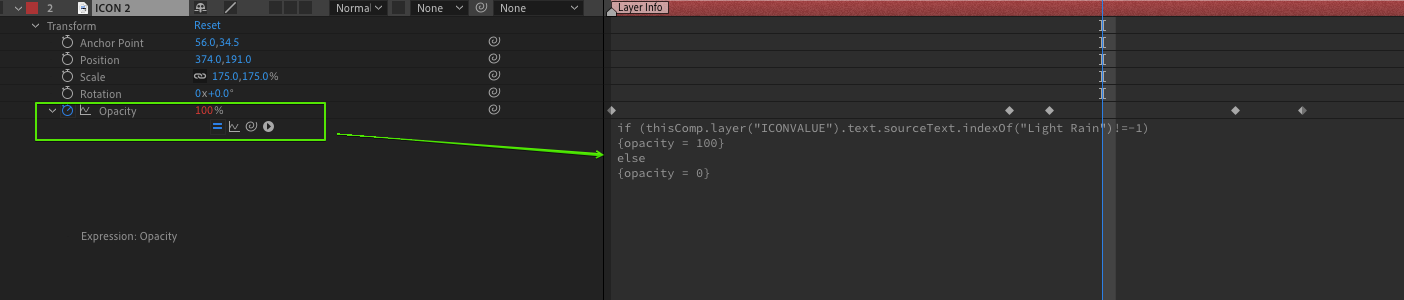 2 ICON 2 Normal None None
Layer Info
Transform Reset
Anchor Point 56.0,34.5
Position 374.0,191.0
Scale 175.0,175.0%
Rotation 0x+0.0°
Opacity 100%
if (thisComp.layer("ICONVALUE").text.sourceText.indexOf("Light Rain")!=-1)
{opacity = 100}
else
{opacity = 0}
Expression: Opacity